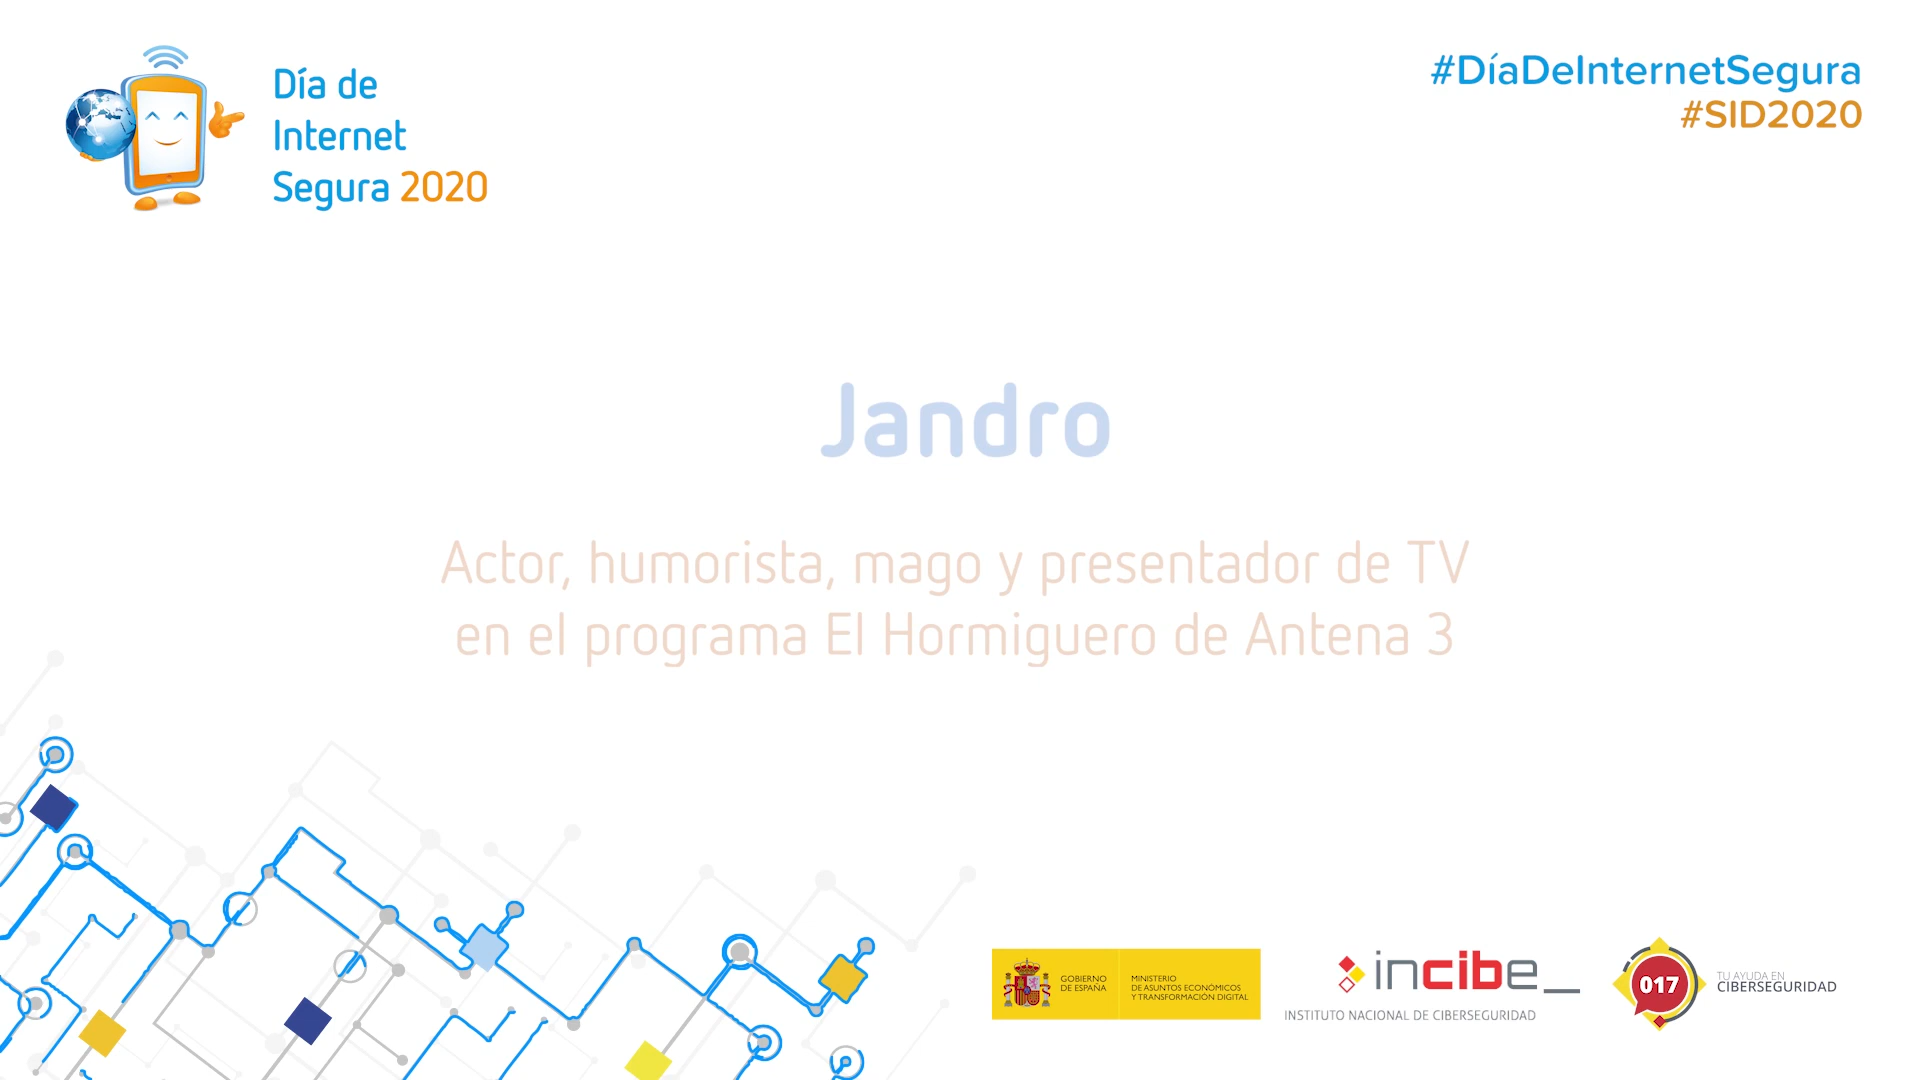 Día de
Internet
Segura 2020
#DíaDeInternetSegura
#SID2020
Jandro
Actor, humorista, mago y presentador de TV
en el programa El Hormiguero de Antena 3
GOBIERNO
DE ESPAÑA
MINISTERIO
DE ASUNTOS ECONÓMICOS
Y TRANSFORMACIÓN DIGITAL
incibe_
INSTITUTO NACIONAL DE CIBERSEGURIDAD
017
TU AYUDA EN
CIBERSEGURIDAD